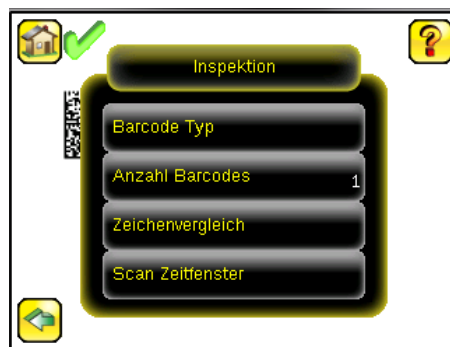 ?
Inspektion
Barcode Typ
Anzahl Barcodes 1
Zeichenvergleich
Scan Zeitfenster